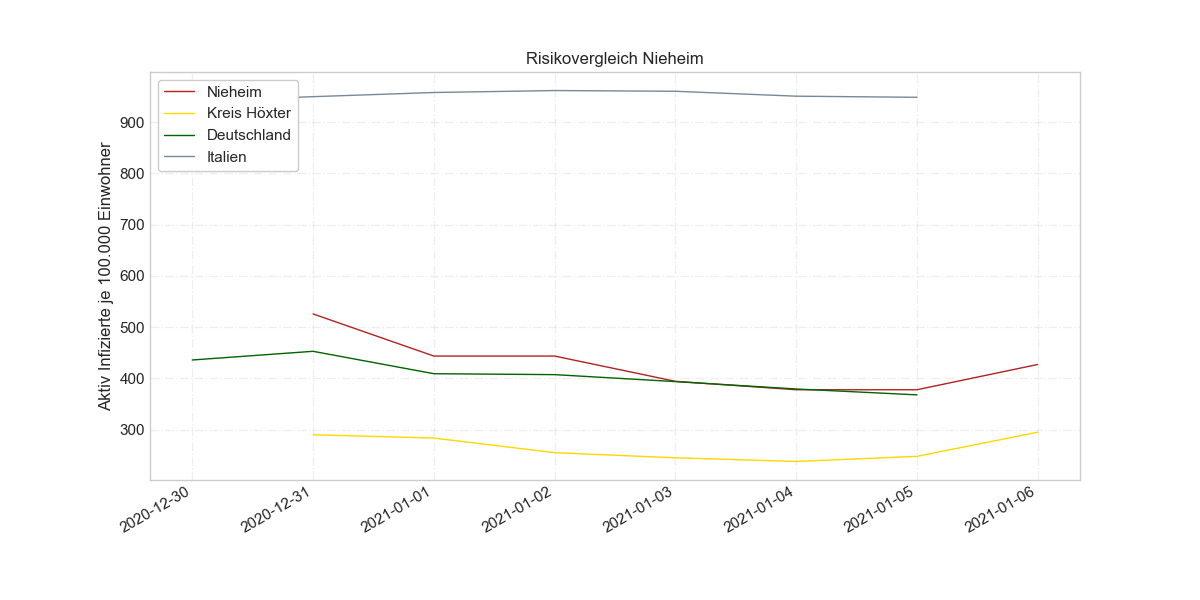 Risikovergleich Nieheim
Nieheim
Kreis Höxter
Deutschland
Italien
Aktiv Infizierte je 100.000 Einwohner
900
800
700
600
500
400
300
2020-12-30
2020-12-31
2021-01-01
2021-01-02
2021-01-03
2021-01-04
2021-01-05
2021-01-06